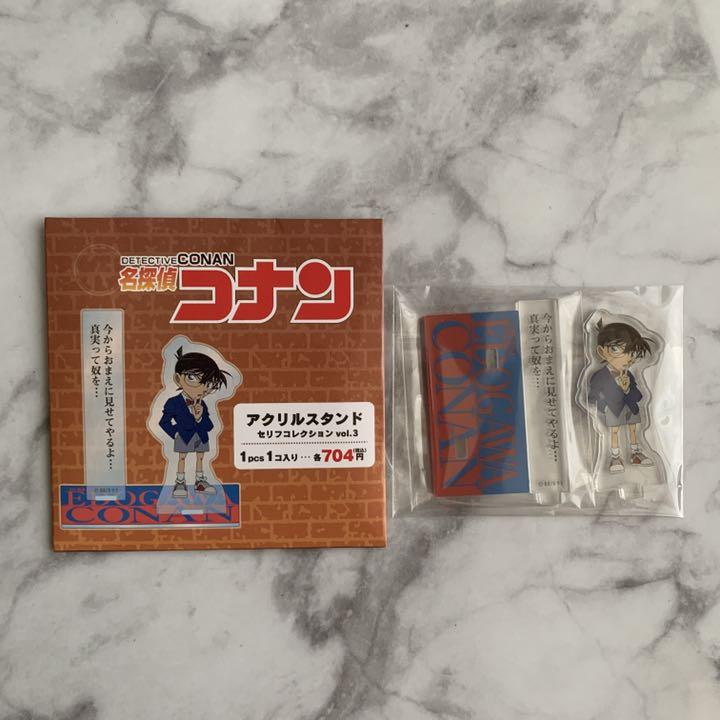 DETECTIVE CONAN
名探偵
コナン
今からおまえに見せてやるよ…
真実って奴を…
アクリルスタンド
セリフコレクション vol.3
1pcs 1コ入り … 各704円(税込)
EDOGAWA
CONAN
EDOGAWA
CONAN
今からおまえに見せてやるよ…
真実って奴を…